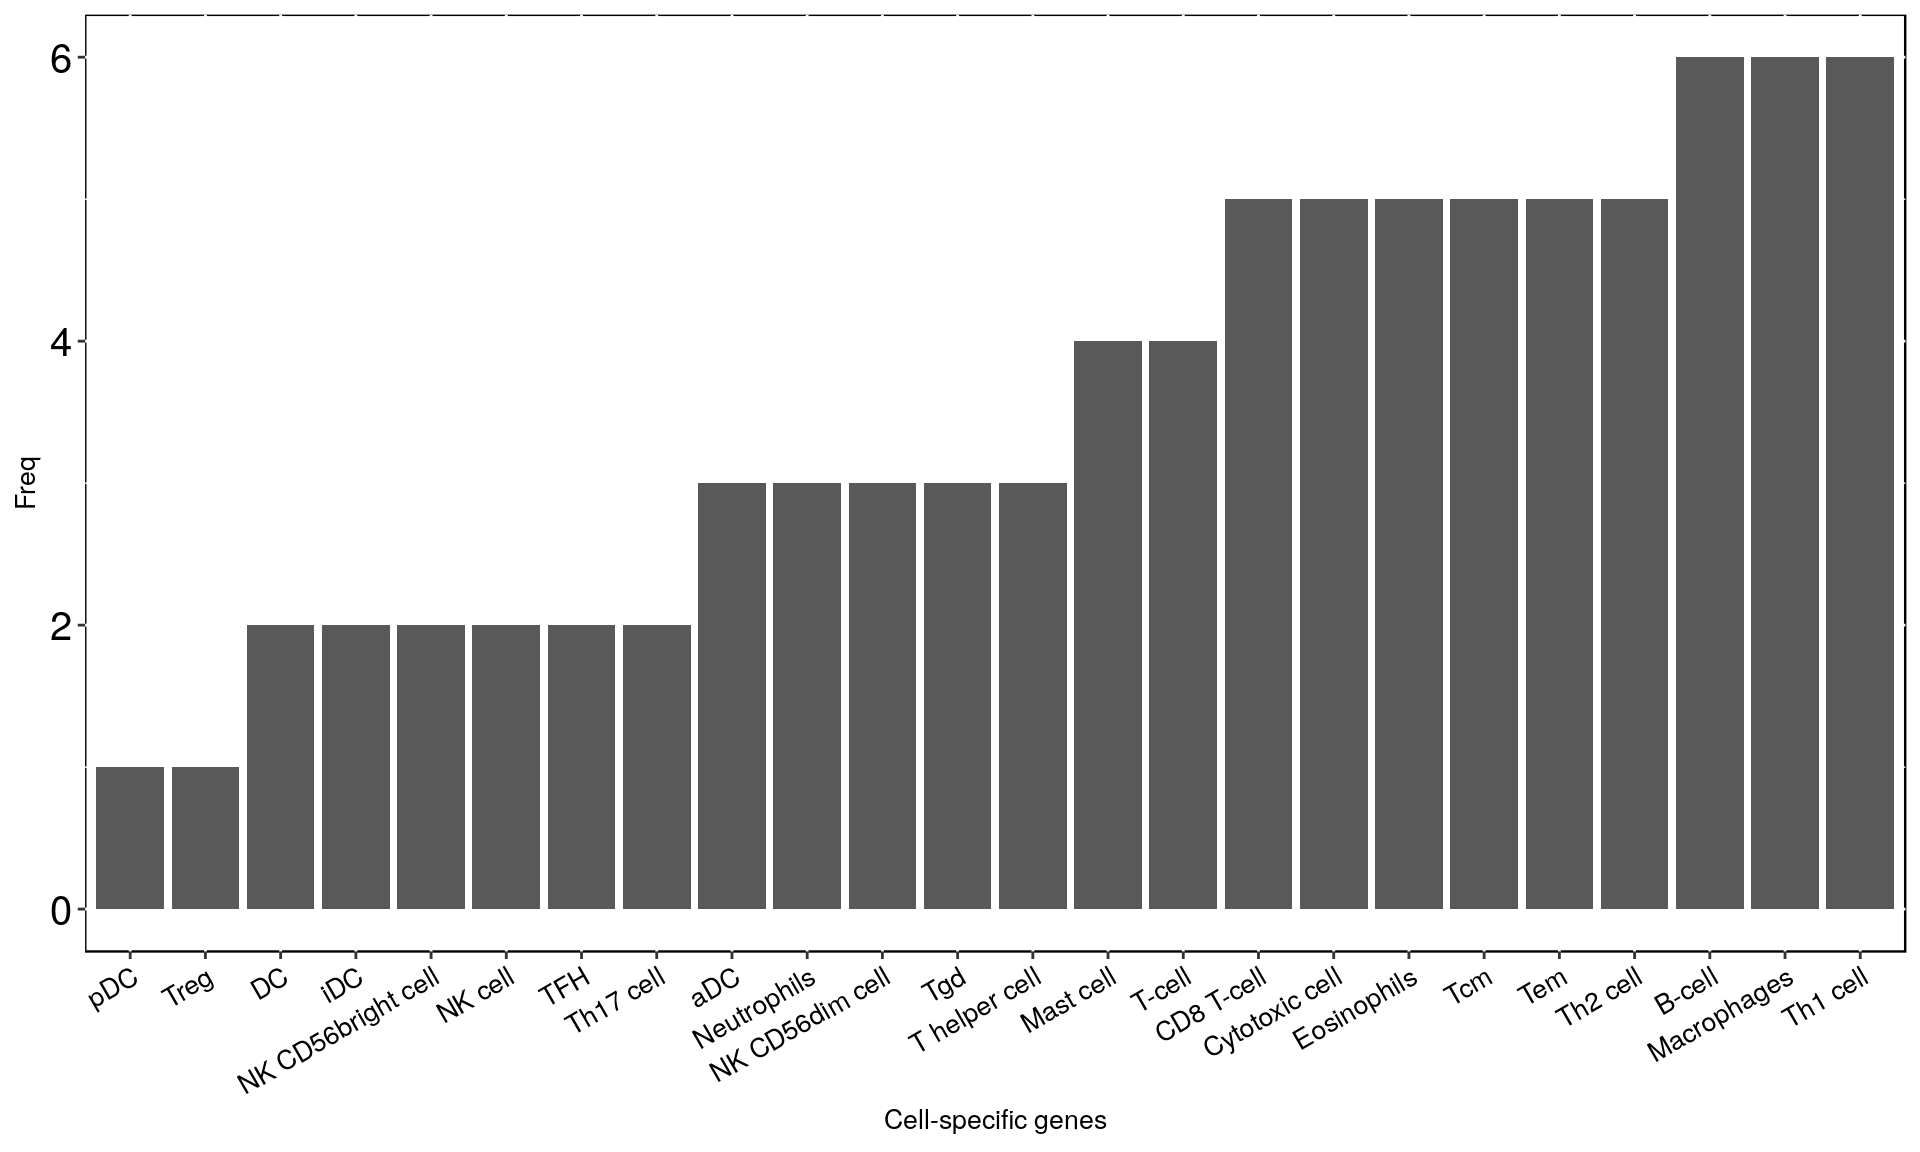 6
4
2
0
Freq
pDC
Treg
DC
iDC
NK CD56bright cell
NK cell
TFH
Th17 cell
aDC
Neutrophils
NK CD56dim cell
Tgd
T helper cell
Mast cell
T-cell
CD8 T-cell
Cytotoxic cell
Eosinophils
Tcm
Tem
Th2 cell
B-cell
Macrophages
Th1 cell
Cell-specific genes